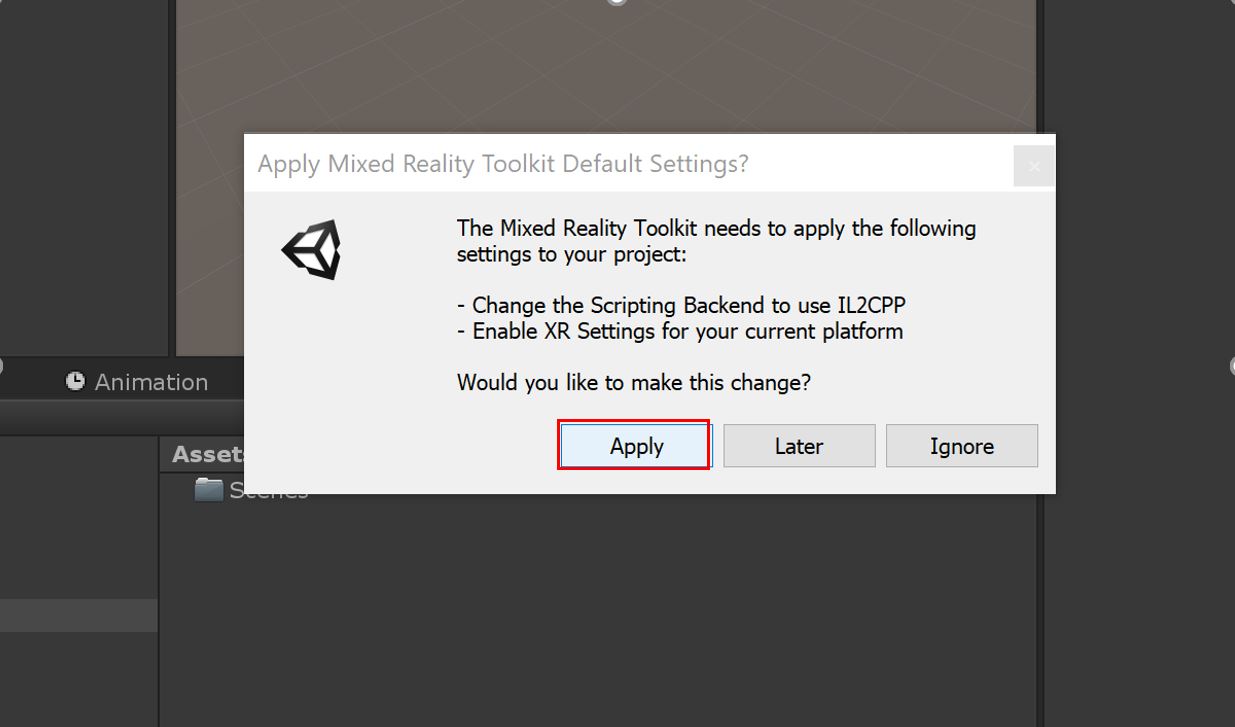 Apply Mixed Reality Toolkit Default Settings?
The Mixed Reality Toolkit needs to apply the following
settings to your project:
- Change the Scripting Backend to use IL2CPP
- Enable XR Settings for your current platform
Would you like to make this change?
Apply Later Ignore
Animation
Assets
Scenes